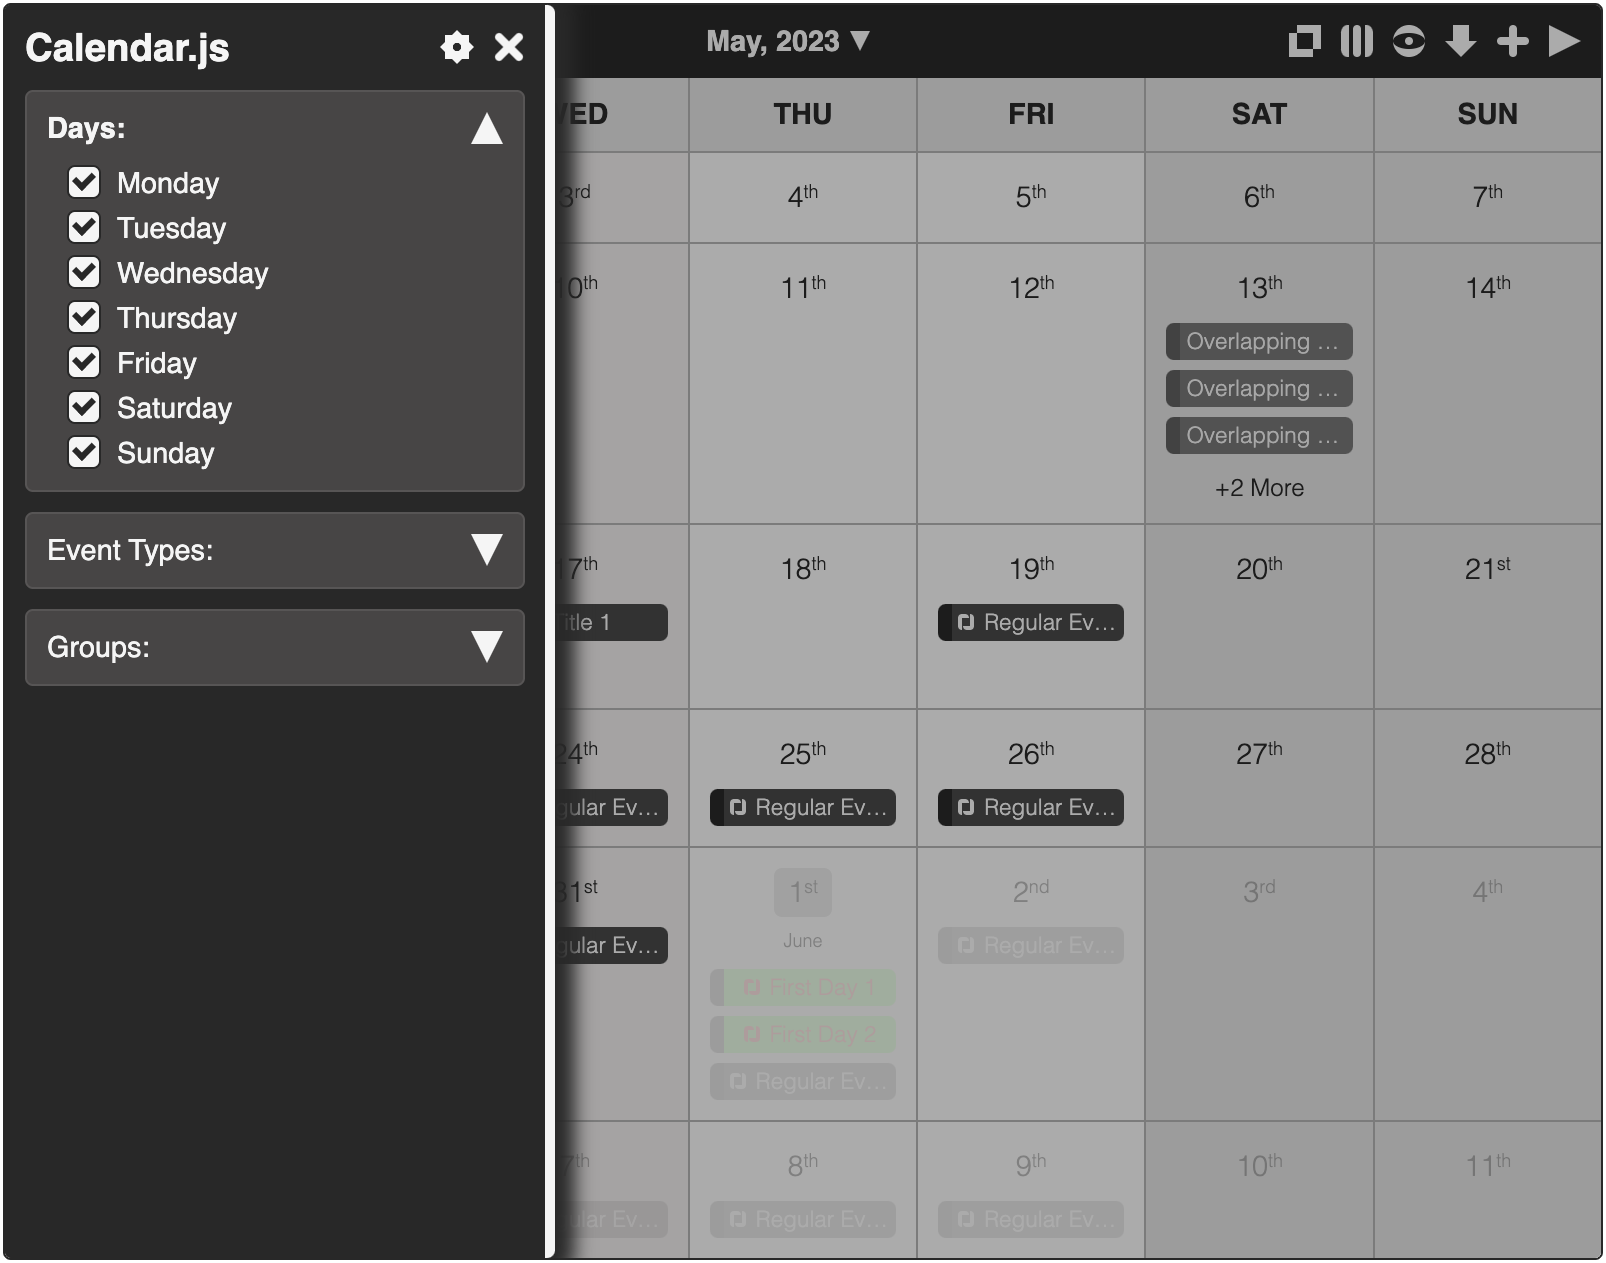 Calendar.js
Days:
Monday
Tuesday
Wednesday
Thursday
Friday
Saturday
Sunday
Event Types:
Groups:
May, 2023 ▼
ED THU FRI SAT SUN
3rd 4th 5th 6th 7th
0th 11th 12th 13th 14th
Overlapping ...
Overlapping ...
Overlapping ...
+2 More
7th 18th 19th 20th 21st
itle 1 Regular Ev...
24th 25th 26th 27th 28th
gular Ev... Regular Ev... Regular Ev...
31st 1st 2nd 3rd 4th
June
gular Ev... Regular Ev...
First Day 1
First Day 2
Regular Ev...
7th 8th 9th 10th 11th
ular Ev... Regular Ev... Regular Ev...